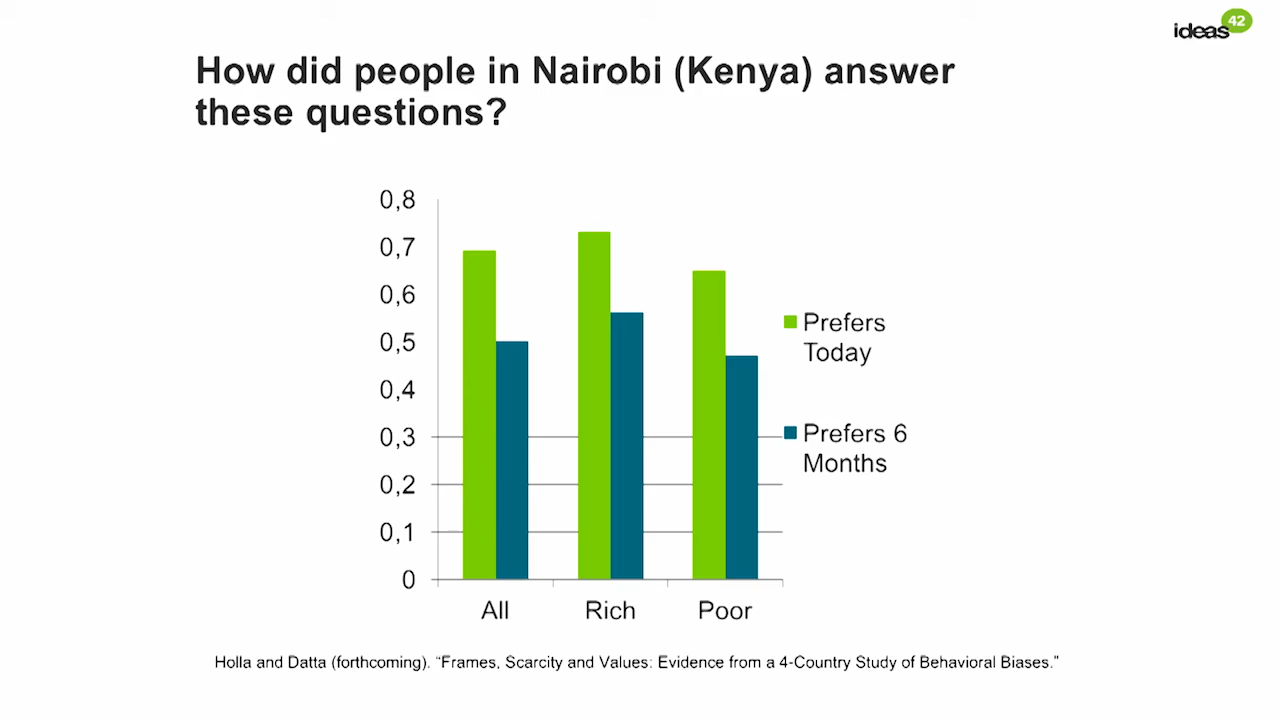 ideas 42
How did people in Nairobi (Kenya) answer
these questions?
0,8
0,7
0,6
0,5
0,4
0,3
0,2
0,1
0
Prefers
Today
Prefers 6
Months
All Rich Poor
Holla and Datta (forthcoming). “Frames, Scarcity and Values: Evidence from a 4-Country Study of Behavioral Biases.”